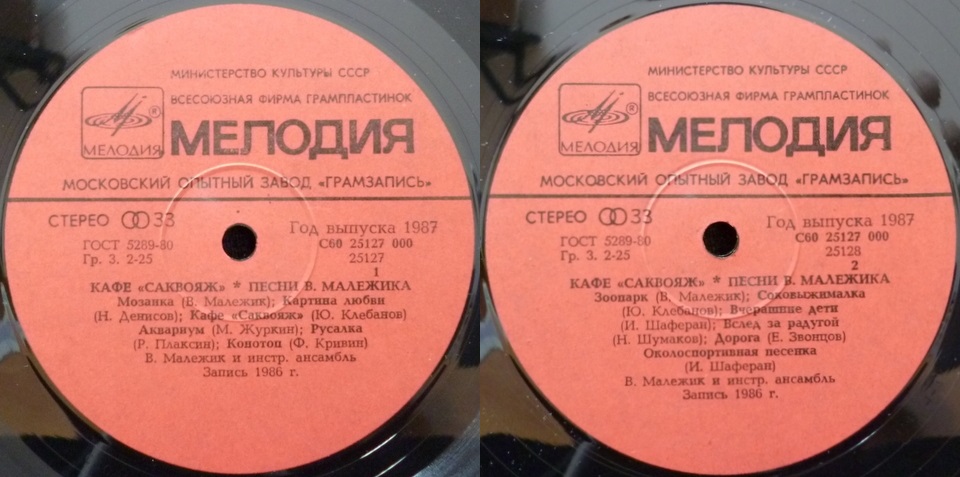 МИНИСТЕРСТВО КУЛЬТУРЫ СССР
ВСЕСОЮЗНАЯ ФИРМА ГРАМПЛАСТИНОК
®
МЕЛОДИЯ
МЕЛОДИЯ
МОСКОВСКИЙ ОПЫТНЫЙ ЗАВОД «ГРАМЗАПИСЬ»
СТЕРЕО 33
Год выпуска 1987
ГОСТ 5289-80
С60 25127 000
Гр. 3. 2-25
25127
1
КАФЕ «САКВОЯЖ» * ПЕСНИ В. МАЛЕЖИКА
Мозаика (В. Малежик); Картина любви
(Н. Денисов); Кафе «Саквояж» (Ю. Клебанов)
Аквариум (М. Журкин); Русалка
(Р. Плаксин); Конотоп (Ф. Кривин)
В. Малежик и инстр. ансамбль
Запись 1986 г.
МИНИСТЕРСТВО КУЛЬТУРЫ СССР
ВСЕСОЮЗНАЯ ФИРМА ГРАМПЛАСТИНОК
®
МЕЛОДИЯ
МЕЛОДИЯ
МОСКОВСКИЙ ОПЫТНЫЙ ЗАВОД «ГРАМЗАПИСЬ»
СТЕРЕО 33
Год выпуска 1987
ГОСТ 5289-80
С60 25127 000
Гр. 3. 2-25
25128
2
КАФЕ «САКВОЯЖ» * ПЕСНИ В. МАЛЕЖИКА
Зоопарк (В. Малежик); Соковыжималка
(Ю. Клебанов); Вчерашние дети
(И. Шаферан); Вслед за радугой
(Н. Шумаков); Дорога (Е. Звонцов)
Околоспортивная песенка
(И. Шаферан)
В. Малежик и инстр. ансамбль
Запись 1986 г.